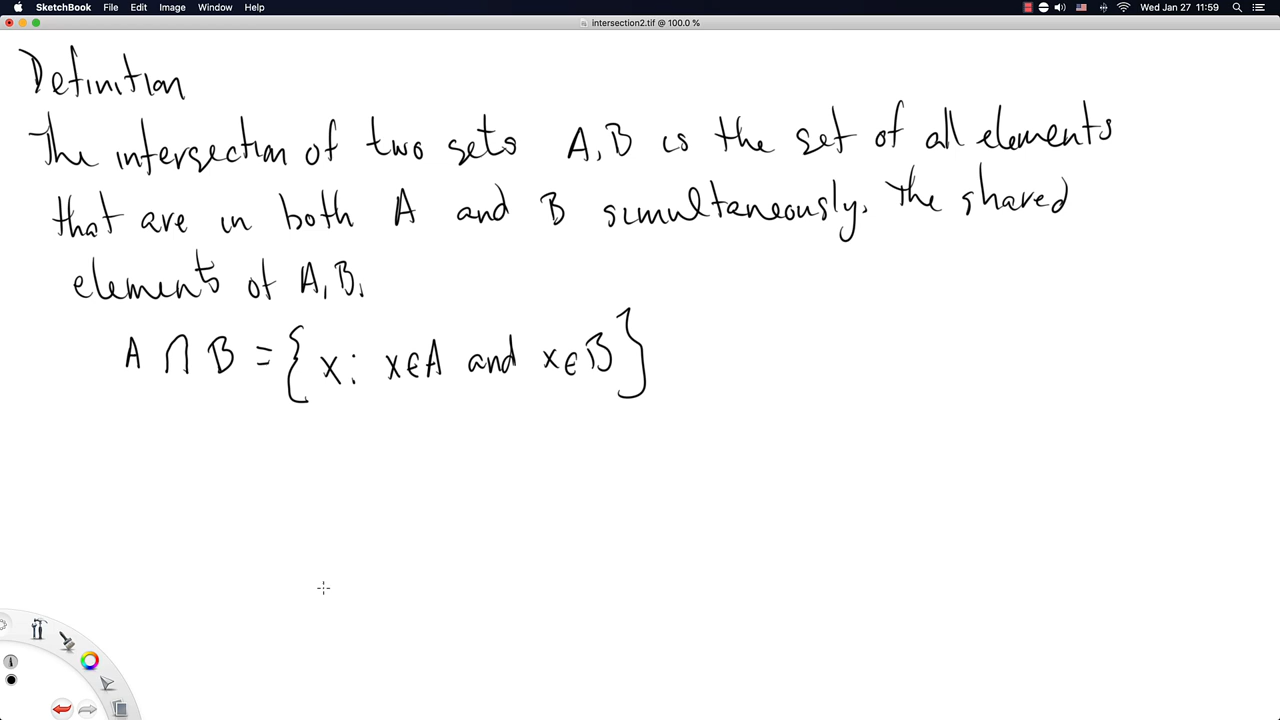 SketchBook File Edit Image Window Help Wed Jan 27 11:59
intersection2.tif @ 100.0 %
Definition
The intersection of two sets A, B is the set of all elements
that are in both A and B simultaneously, the shared
elements of A, B.
A ∩ B = { x : x ∈ A and x ∈ B }